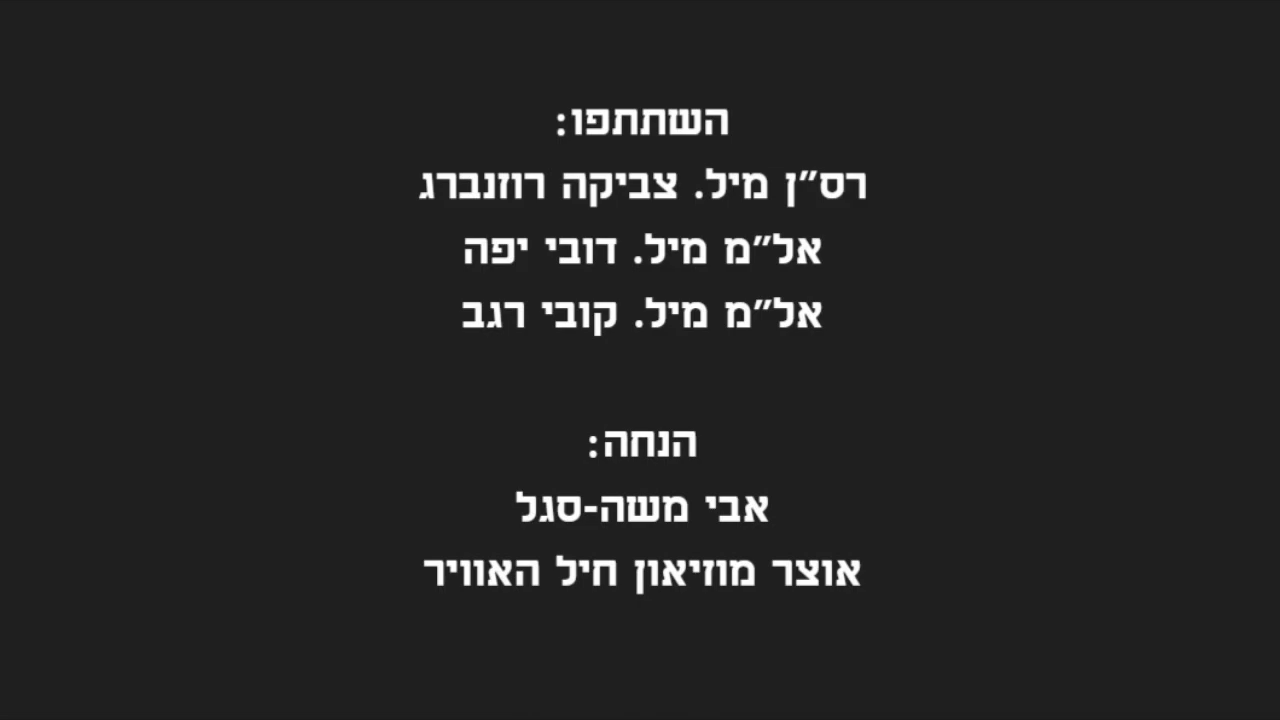 השתתפו:
רס"ן מיל. צביקה רוזנברג
אל"מ מיל. דובי יפה
אל"מ מיל. קובי רגב
הנחה:
אבי משה-סגל
אוצר מוזיאון חיל האוויר